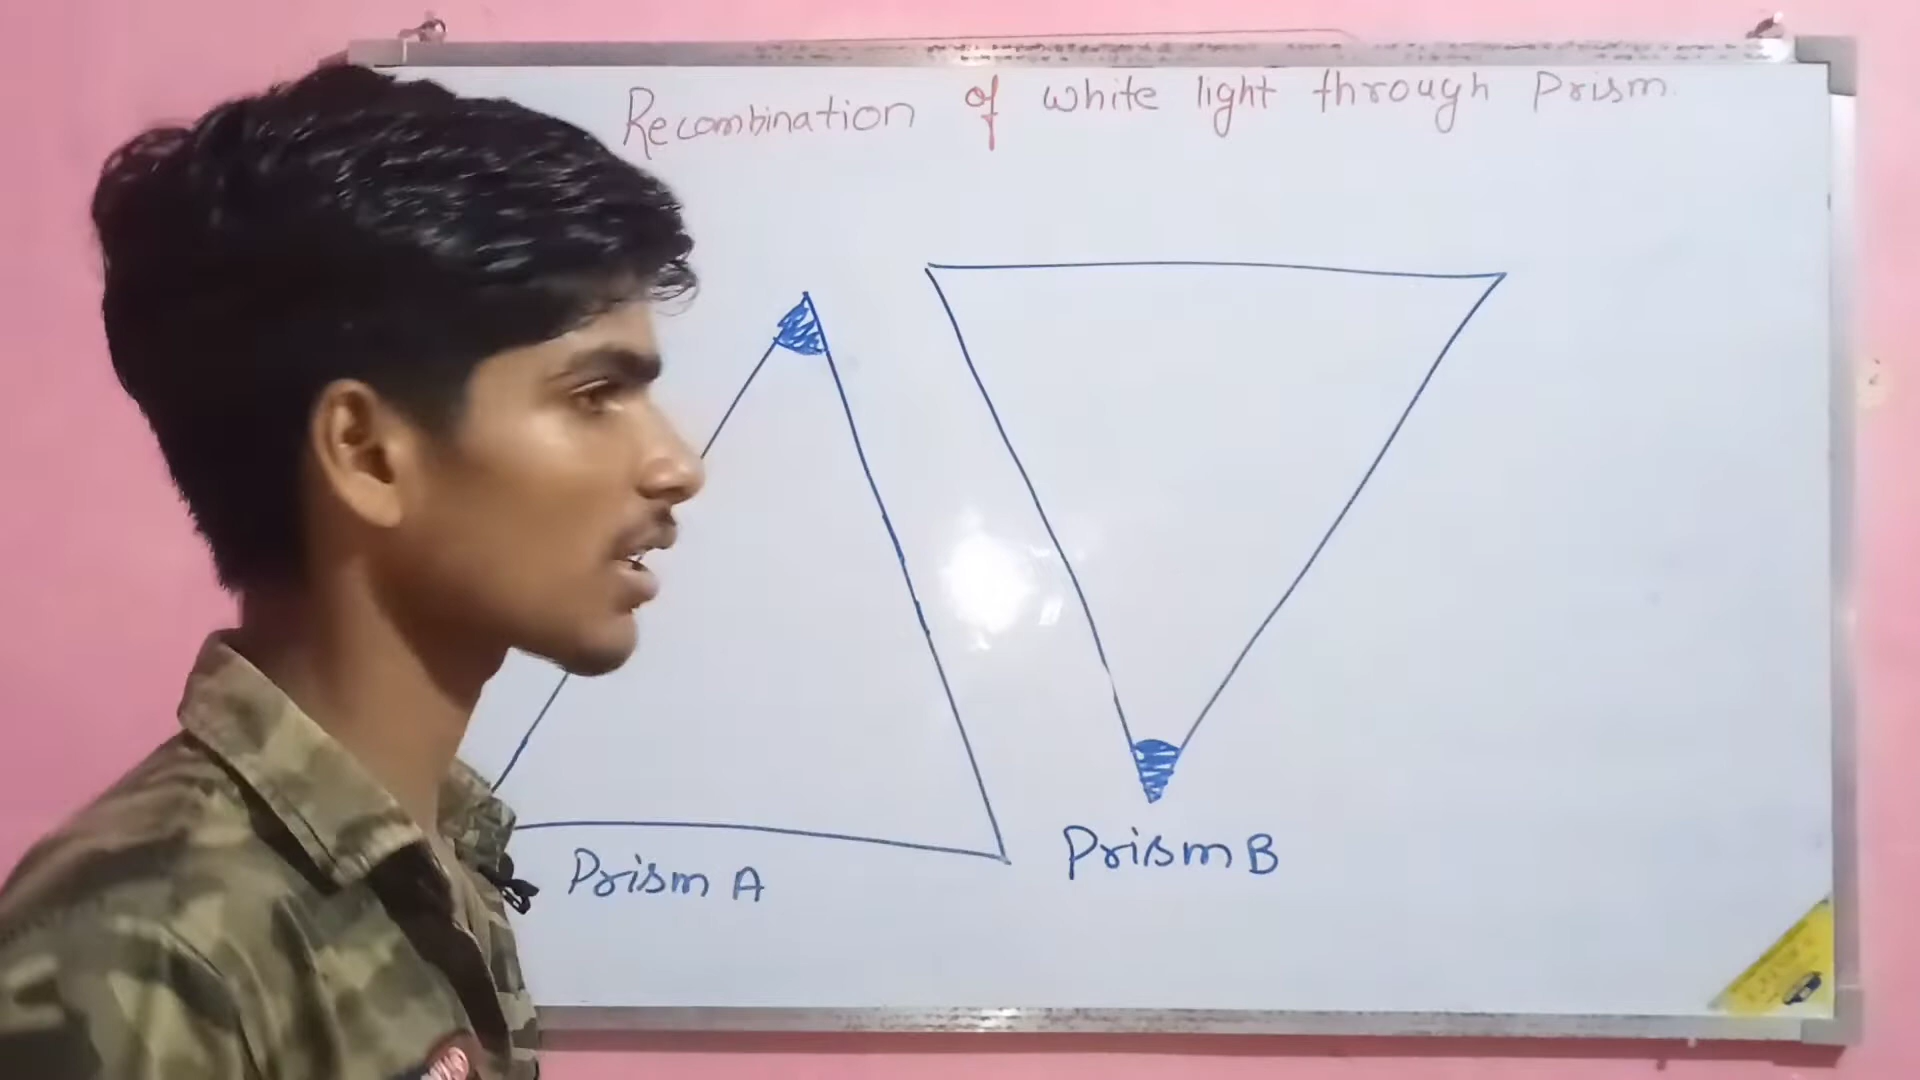 Recombination of white light through Prism.
Prism A
Prism B